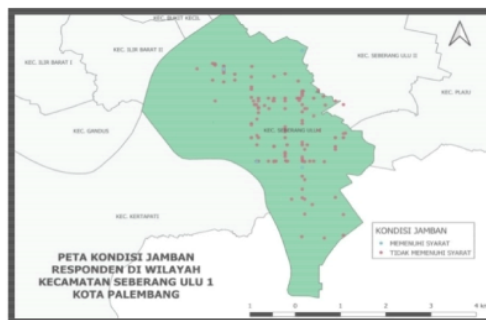 KEC. BUKIT KECIL
KEC. ILIR BARAT II
KEC. ILIR BARAT I
KEC. SEBERANG ULU II
KEC. PLAJU
KEC. GANDUS
KEC. SEBERANG ULU I
KEC. KERTAPATI
KONDISI JAMBAN
MEMENUHI SYARAT
TIDAK MEMENUHI SYARAT
PETA KONDISI JAMBAN
RESPONDEN DI WILAYAH
KECAMATAN SEBERANG ULU 1
KOTA PALEMBANG
1 0 1 2 3 4 km